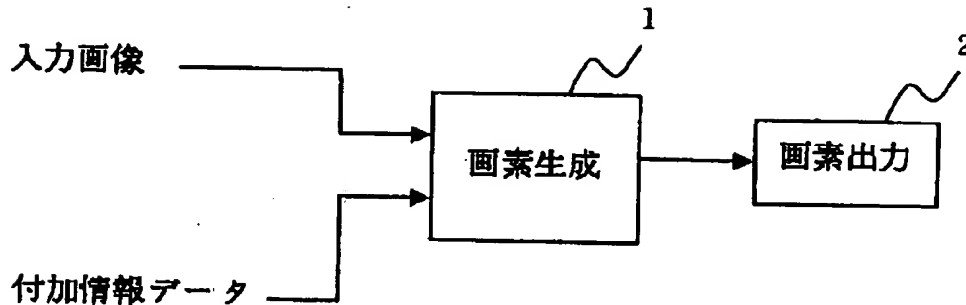 1
2
入力画像
画素生成
画素出力
付加情報データ